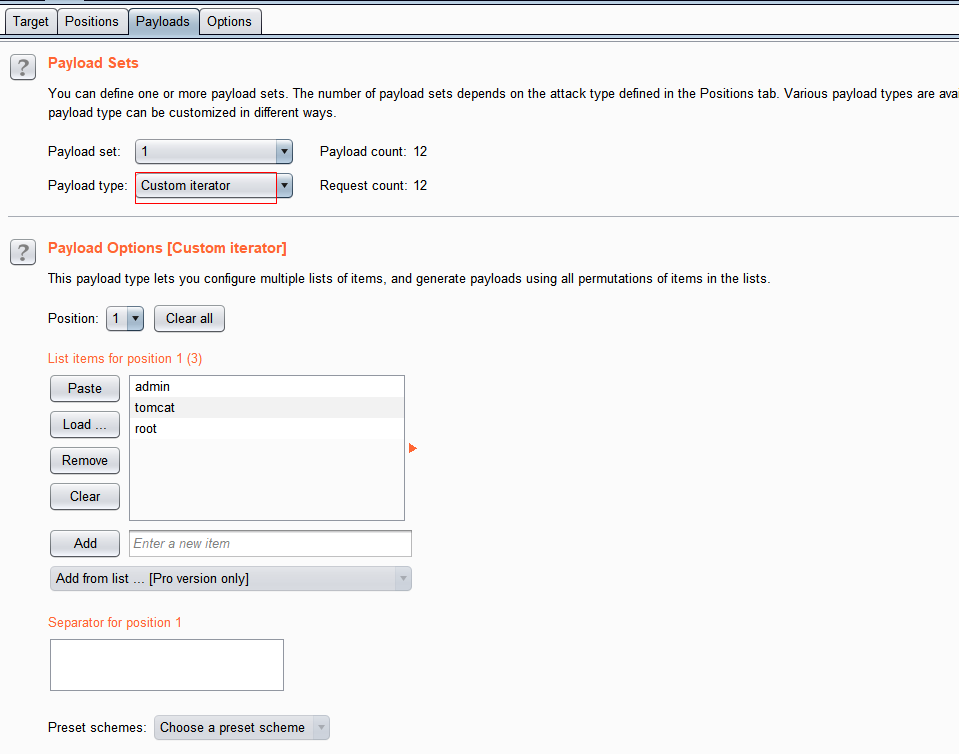 Target Positions Payloads Options
? Payload Sets
You can define one or more payload sets. The number of payload sets depends on the attack type defined in the Positions tab. Various payload types are avai
payload type can be customized in different ways.
Payload set: 1 Payload count: 12
Payload type: Custom iterator Request count: 12
? Payload Options [Custom iterator]
This payload type lets you configure multiple lists of items, and generate payloads using all permutations of items in the lists.
Position: 1 Clear all
List items for position 1 (3)
Paste admin
tomcat
Load ... root
Remove
Clear
Add Enter a new item
Add from list ... [Pro version only]
Separator for position 1
Preset schemes: Choose a preset scheme